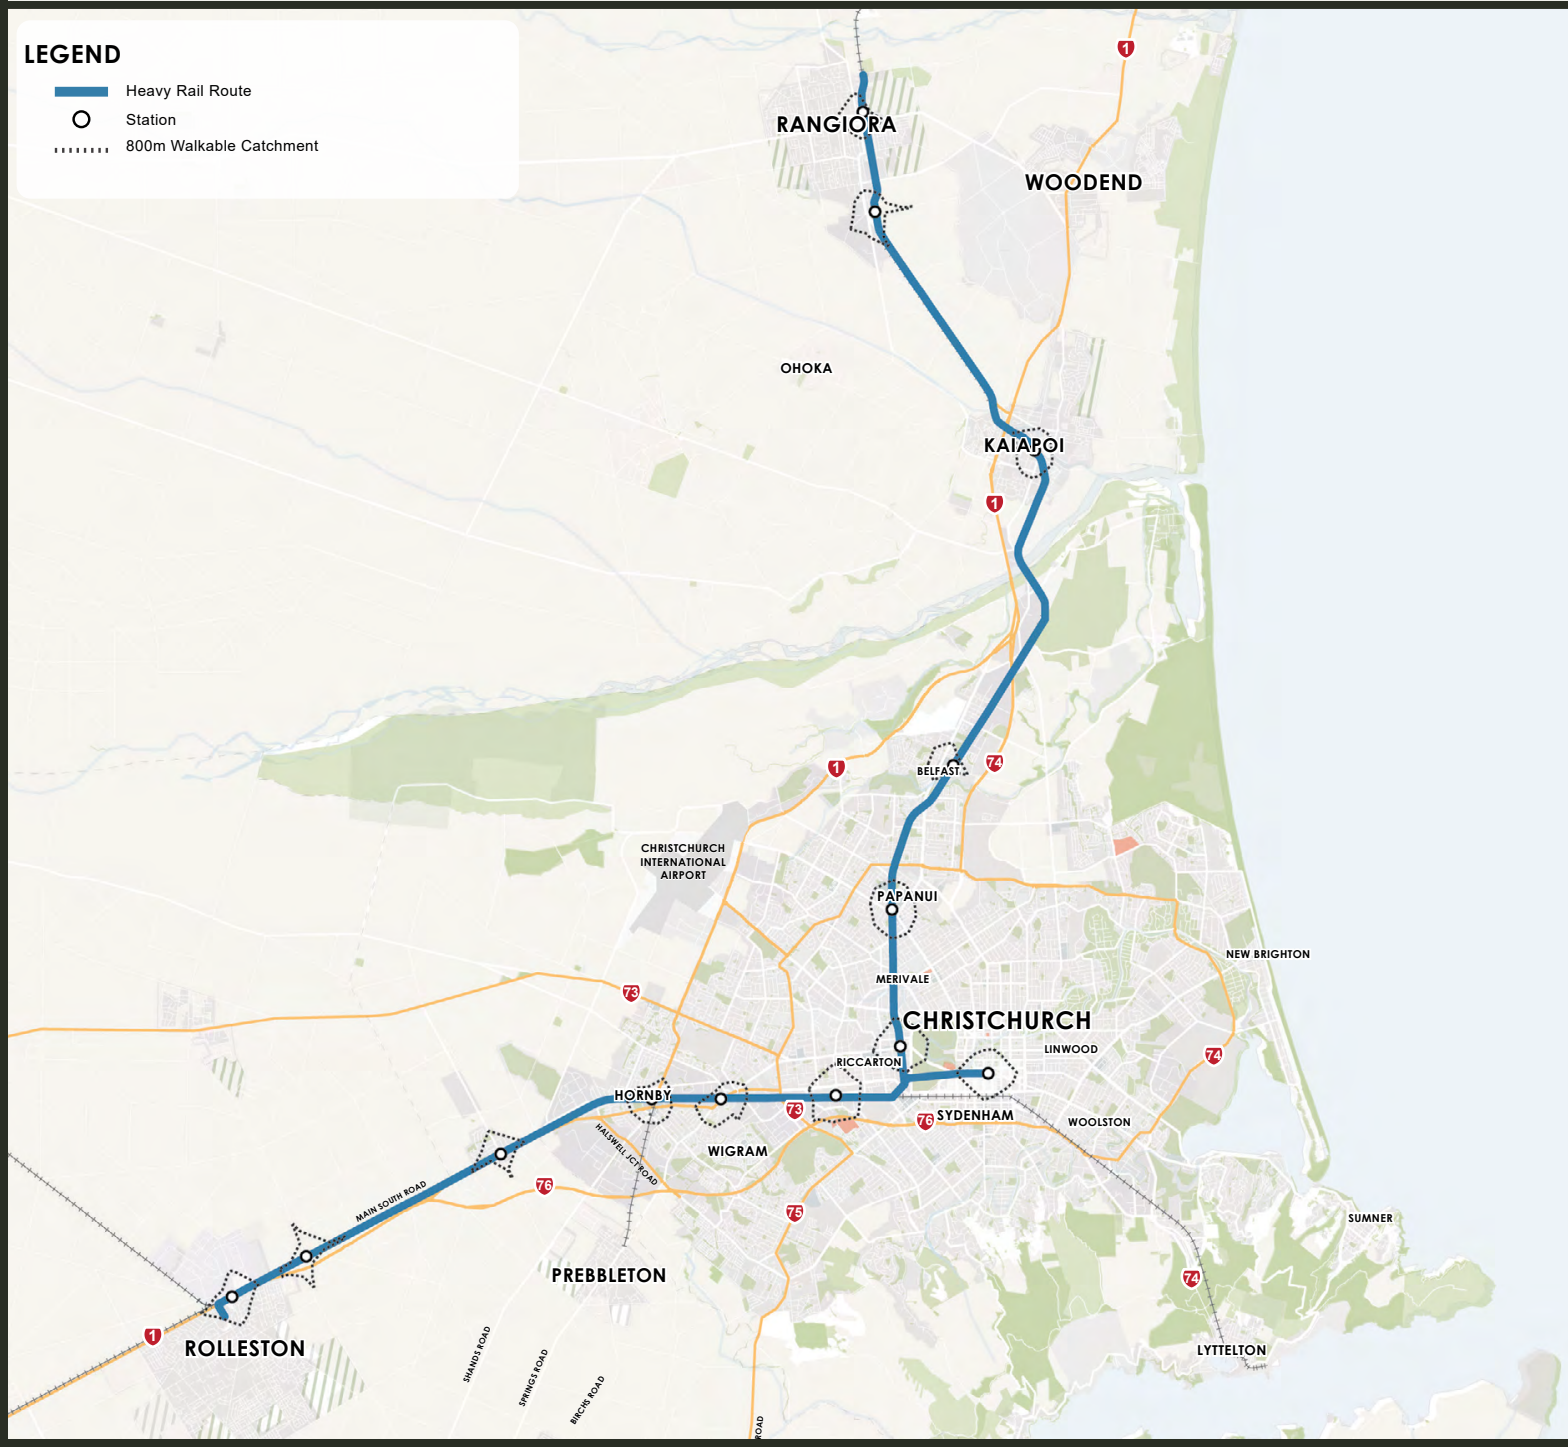 LEGEND
Heavy Rail Route
Station
800m Walkable Catchment
1
RANGIORA
WOODEND
OHOKA
KAIAPOI
1
BELFAST
74
1
CHRISTCHURCH
INTERNATIONAL
AIRPORT
PAPANUI
NEW BRIGHTON
MERIVALE
73
CHRISTCHURCH
LINWOOD
74
RICCARTON
HORNBY
73
76
SYDENHAM
WOOLSTON
HALSWELL JCT ROAD
WIGRAM
76
MAIN SOUTH ROAD
75
SUMNER
PREBBLETON
74
1
ROLLESTON
LYTTELTON
SHANDS ROAD
SPRINGS ROAD
BIRCHS ROAD
ROAD